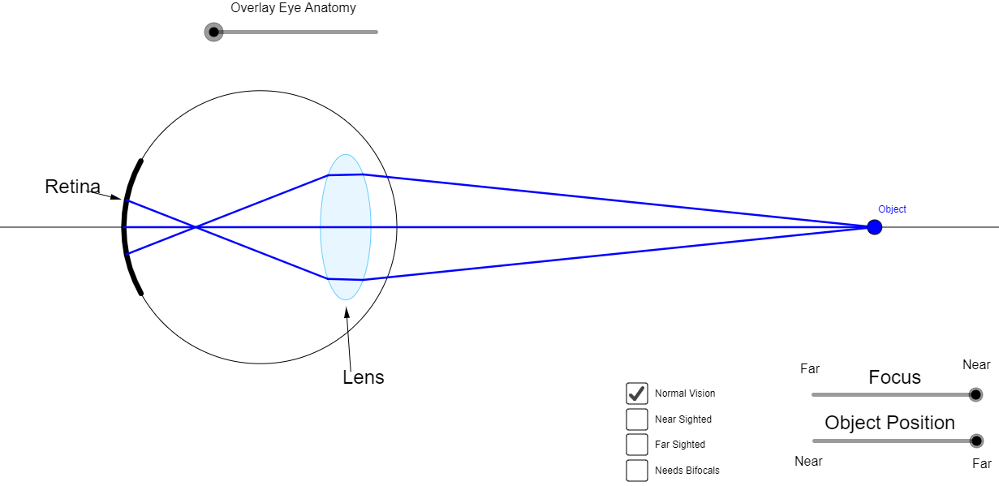 Overlay Eye Anatomy
Retina
Object
Lens
Far
Near
Focus
Normal Vision
Near Sighted
Far Sighted
Needs Bifocals
Object Position
Near
Far